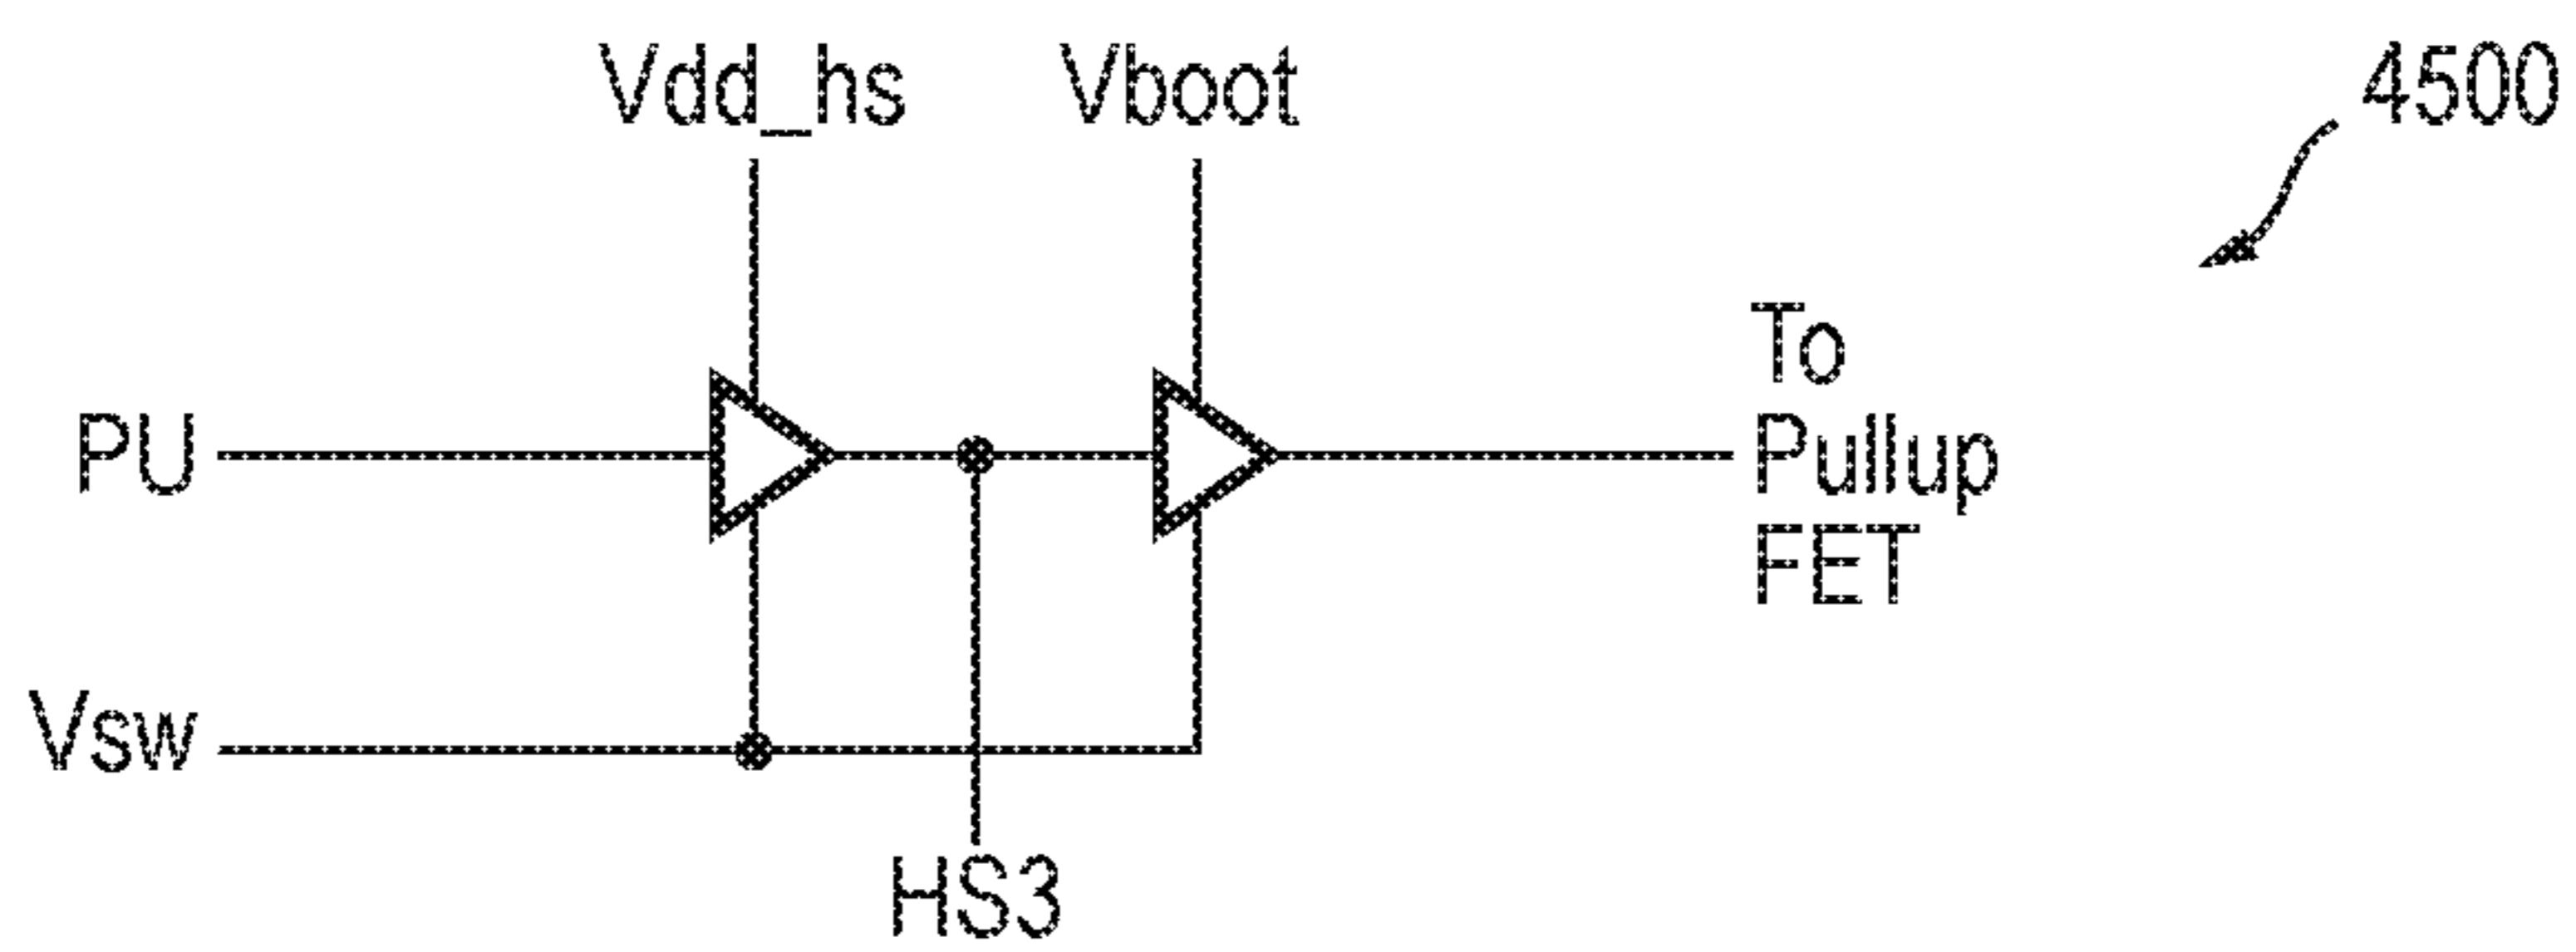 Vdd_hs
Vboot
4500
To
Pullup
FET
PU
Vsw
HS3